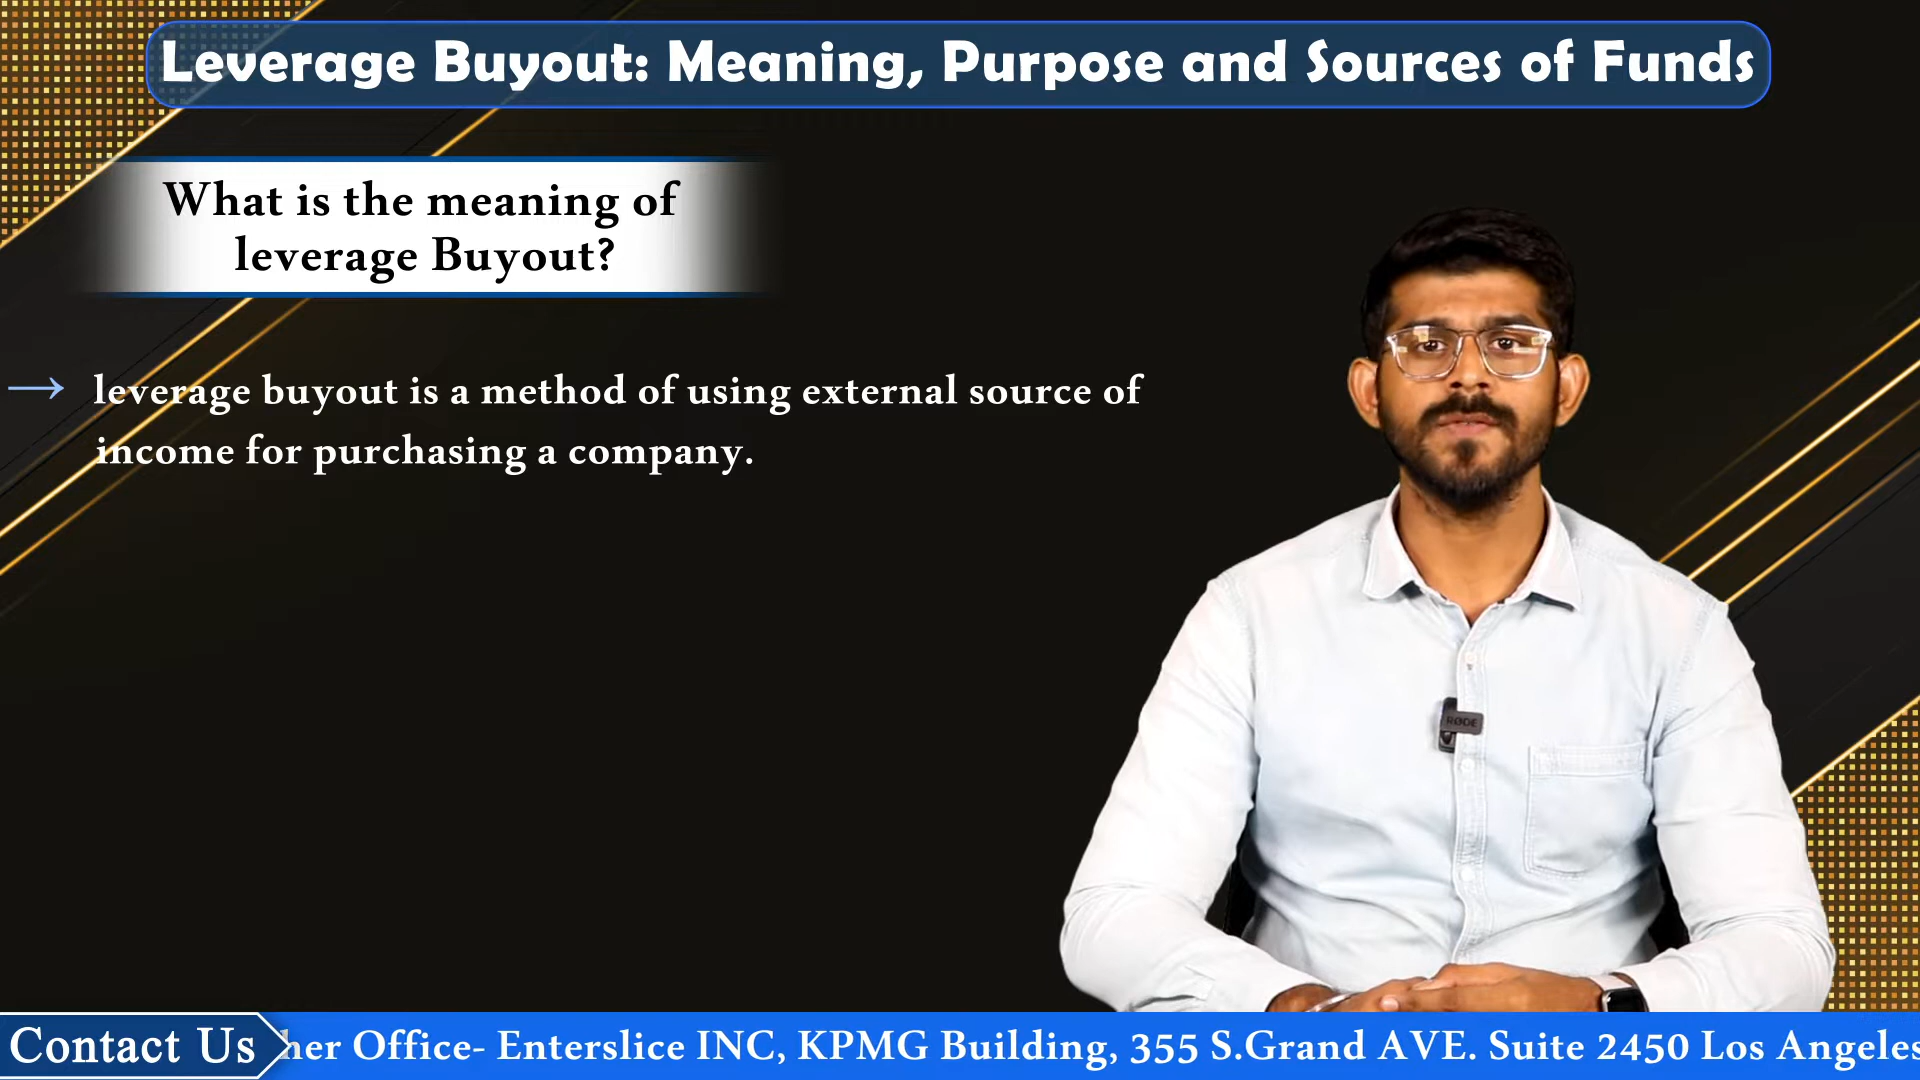 Leverage Buyout: Meaning, Purpose and Sources of Funds
What is the meaning of
leverage Buyout?
→ leverage buyout is a method of using external source of
income for purchasing a company.
RØDE
Contact Us
her Office- Enterslice INC, KPMG Building, 355 S.Grand AVE. Suite 2450 Los Angeles